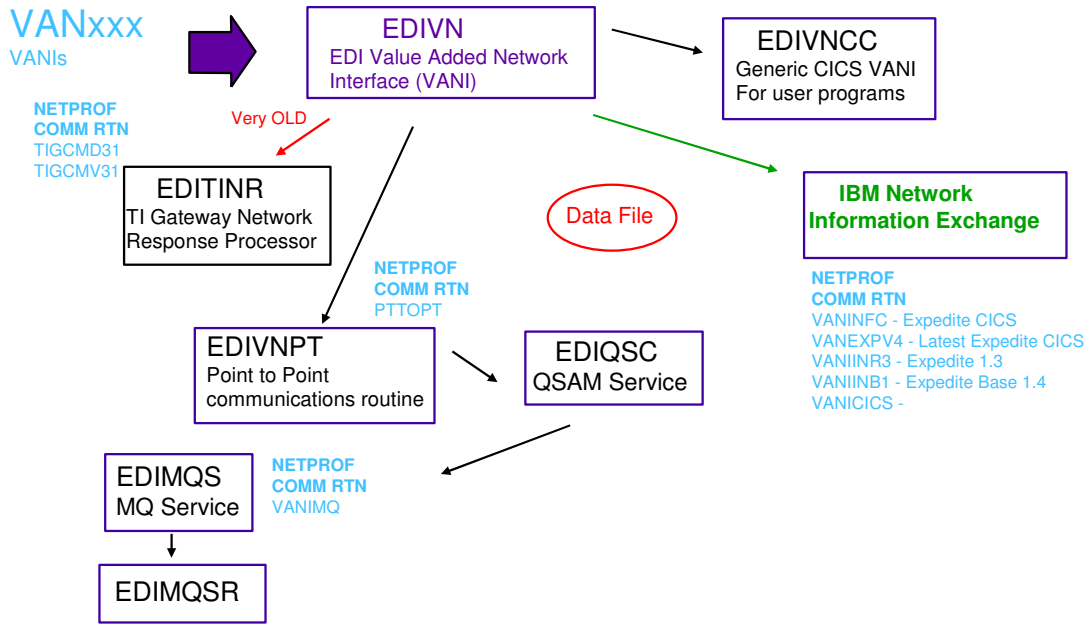 VANxxx
VANIs
EDIVN
EDI Value Added Network
Interface (VANI)
EDIVNCC
Generic CICS VANI
For user programs
NETPROF
COMM RTN
TIGCMD31
TIGCMV31
Very OLD
EDITINR
TI Gateway Network
Response Processor
Data File
IBM Network
Information Exchange
NETPROF
COMM RTN
PTTOPT
NETPROF
COMM RTN
VANINFC - Expedite CICS
VANEXPV4 - Latest Expedite CICS
VANIINR3 - Expedite 1.3
VANIINB1 - Expedite Base 1.4
VANICICS -
EDIVNPT
Point to Point
communications routine
EDIQSC
QSAM Service
EDIMQS
MQ Service
NETPROF
COMM RTN
VANIMQ
EDIMQSR